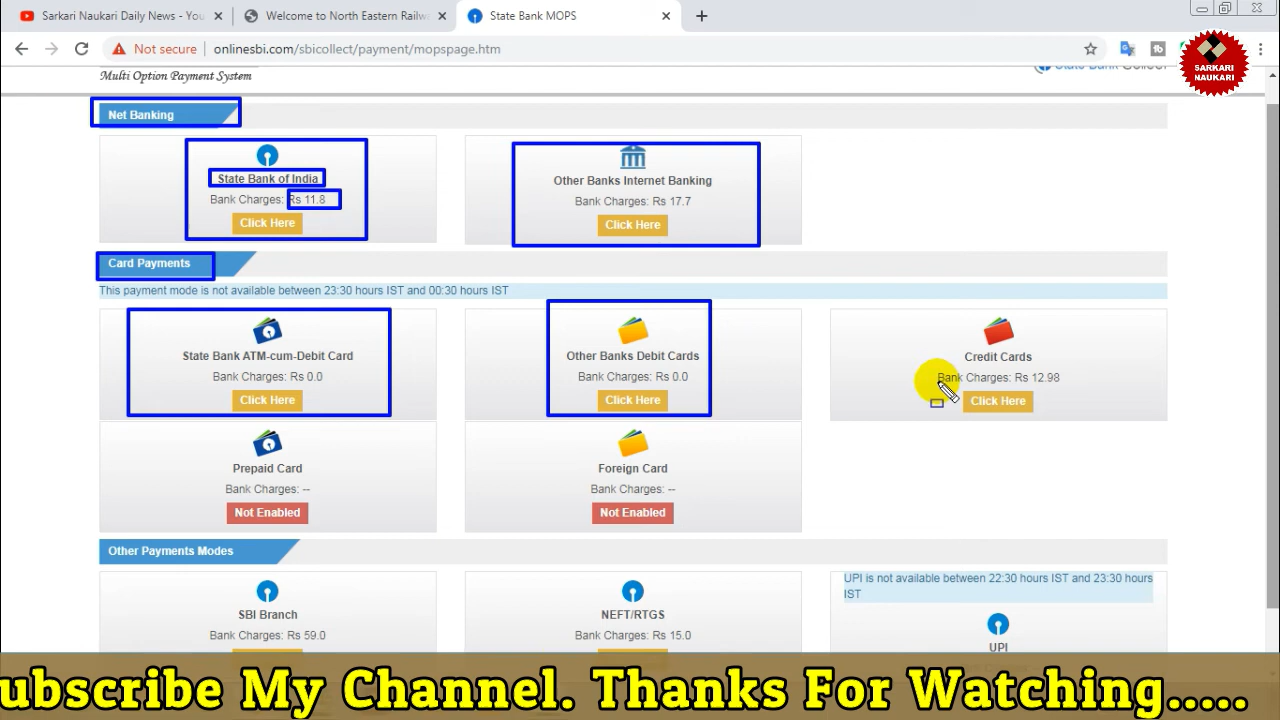 Sarkari Naukari Daily News - You
Welcome to North Eastern Railw
State Bank MOPS
Not secure
onlinesbi.com/sbicollect/payment/mopspage.htm
SARKARI
NAUKARI
Multi Option Payment System
Net Banking
State Bank of India
Bank Charges: Rs 11.8
Click Here
Other Banks Internet Banking
Bank Charges: Rs 17.7
Click Here
Card Payments
This payment mode is not available between 23:30 hours IST and 00:30 hours IST
State Bank ATM-cum-Debit Card
Bank Charges: Rs 0.0
Click Here
Other Banks Debit Cards
Bank Charges: Rs 0.0
Click Here
Credit Cards
Bank Charges: Rs 12.98
Click Here
Prepaid Card
Bank Charges: --
Not Enabled
Foreign Card
Bank Charges: --
Not Enabled
Other Payments Modes
SBI Branch
Bank Charges: Rs 59.0
NEFT/RTGS
Bank Charges: Rs 15.0
UPI is not available between 22:30 hours IST and 23:30 hours
IST
UPI
ubscribe My Channel. Thanks For Watching.....